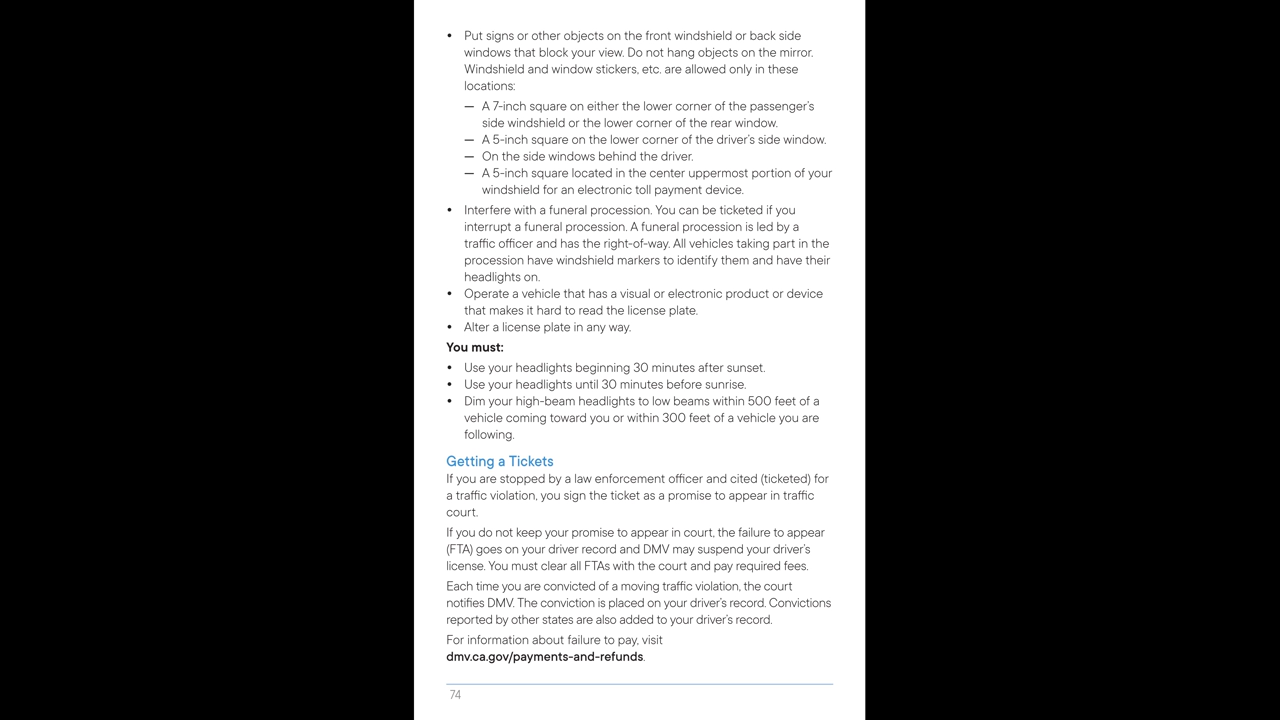 • Put signs or other objects on the front windshield or back side
windows that block your view. Do not hang objects on the mirror.
Windshield and window stickers, etc. are allowed only in these
locations:
— A 7-inch square on either the lower corner of the passenger's
side windshield or the lower corner of the rear window.
— A 5-inch square on the lower corner of the driver's side window.
— On the side windows behind the driver.
— A 5-inch square located in the center uppermost portion of your
windshield for an electronic toll payment device.
• Interfere with a funeral procession. You can be ticketed if you
interrupt a funeral procession. A funeral procession is led by a
traffic officer and has the right-of-way. All vehicles taking part in the
procession have windshield markers to identify them and have their
headlights on.
• Operate a vehicle that has a visual or electronic product or device
that makes it hard to read the license plate.
• Alter a license plate in any way.
You must:
• Use your headlights beginning 30 minutes after sunset.
• Use your headlights until 30 minutes before sunrise.
• Dim your high-beam headlights to low beams within 500 feet of a
vehicle coming toward you or within 300 feet of a vehicle you are
following.
Getting a Tickets
If you are stopped by a law enforcement officer and cited (ticketed) for
a traffic violation, you sign the ticket as a promise to appear in traffic
court.
If you do not keep your promise to appear in court, the failure to appear
(FTA) goes on your driver record and DMV may suspend your driver's
license. You must clear all FTAs with the court and pay required fees.
Each time you are convicted of a moving traffic violation, the court
notifies DMV. The conviction is placed on your driver's record. Convictions
reported by other states are also added to your driver's record.
For information about failure to pay, visit
dmv.ca.gov/payments-and-refunds.
74